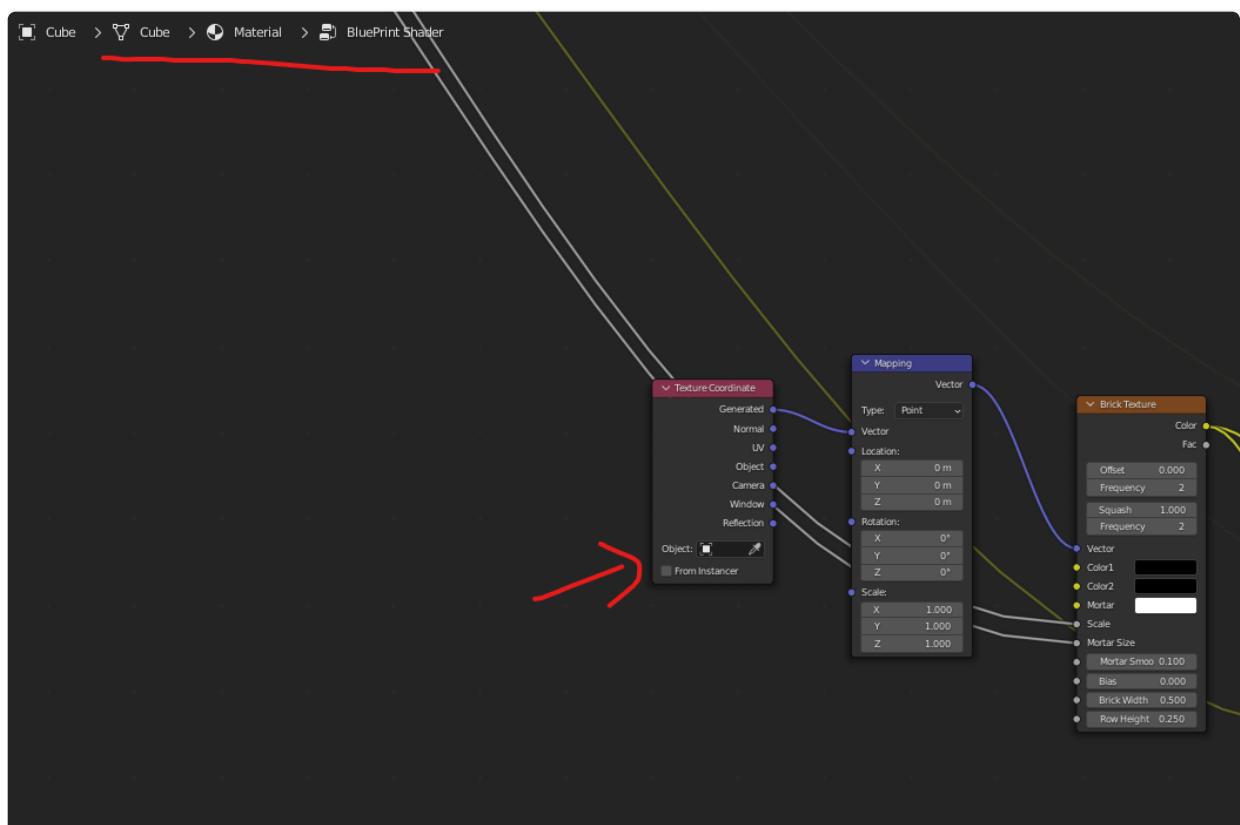 Cube > Cube > Material > BluePrint Shader
Texture Coordinate
Generated
Normal
UV
Object
Camera
Window
Reflection
Object:
From Instancer
Mapping
Vector
Type: Point
Vector
Location:
X 0 m
Y 0 m
Z 0 m
Rotation:
X 0°
Y 0°
Z 0°
Scale:
X 1.000
Y 1.000
Z 1.000
Brick Texture
Color
Fac
Offset 0.000
Frequency 2
Squash 1.000
Frequency 2
Vector
Color1
Color2
Mortar
Scale
Mortar Size
Mortar Smoo 0.100
Bias 0.000
Brick Width 0.500
Row Height 0.250